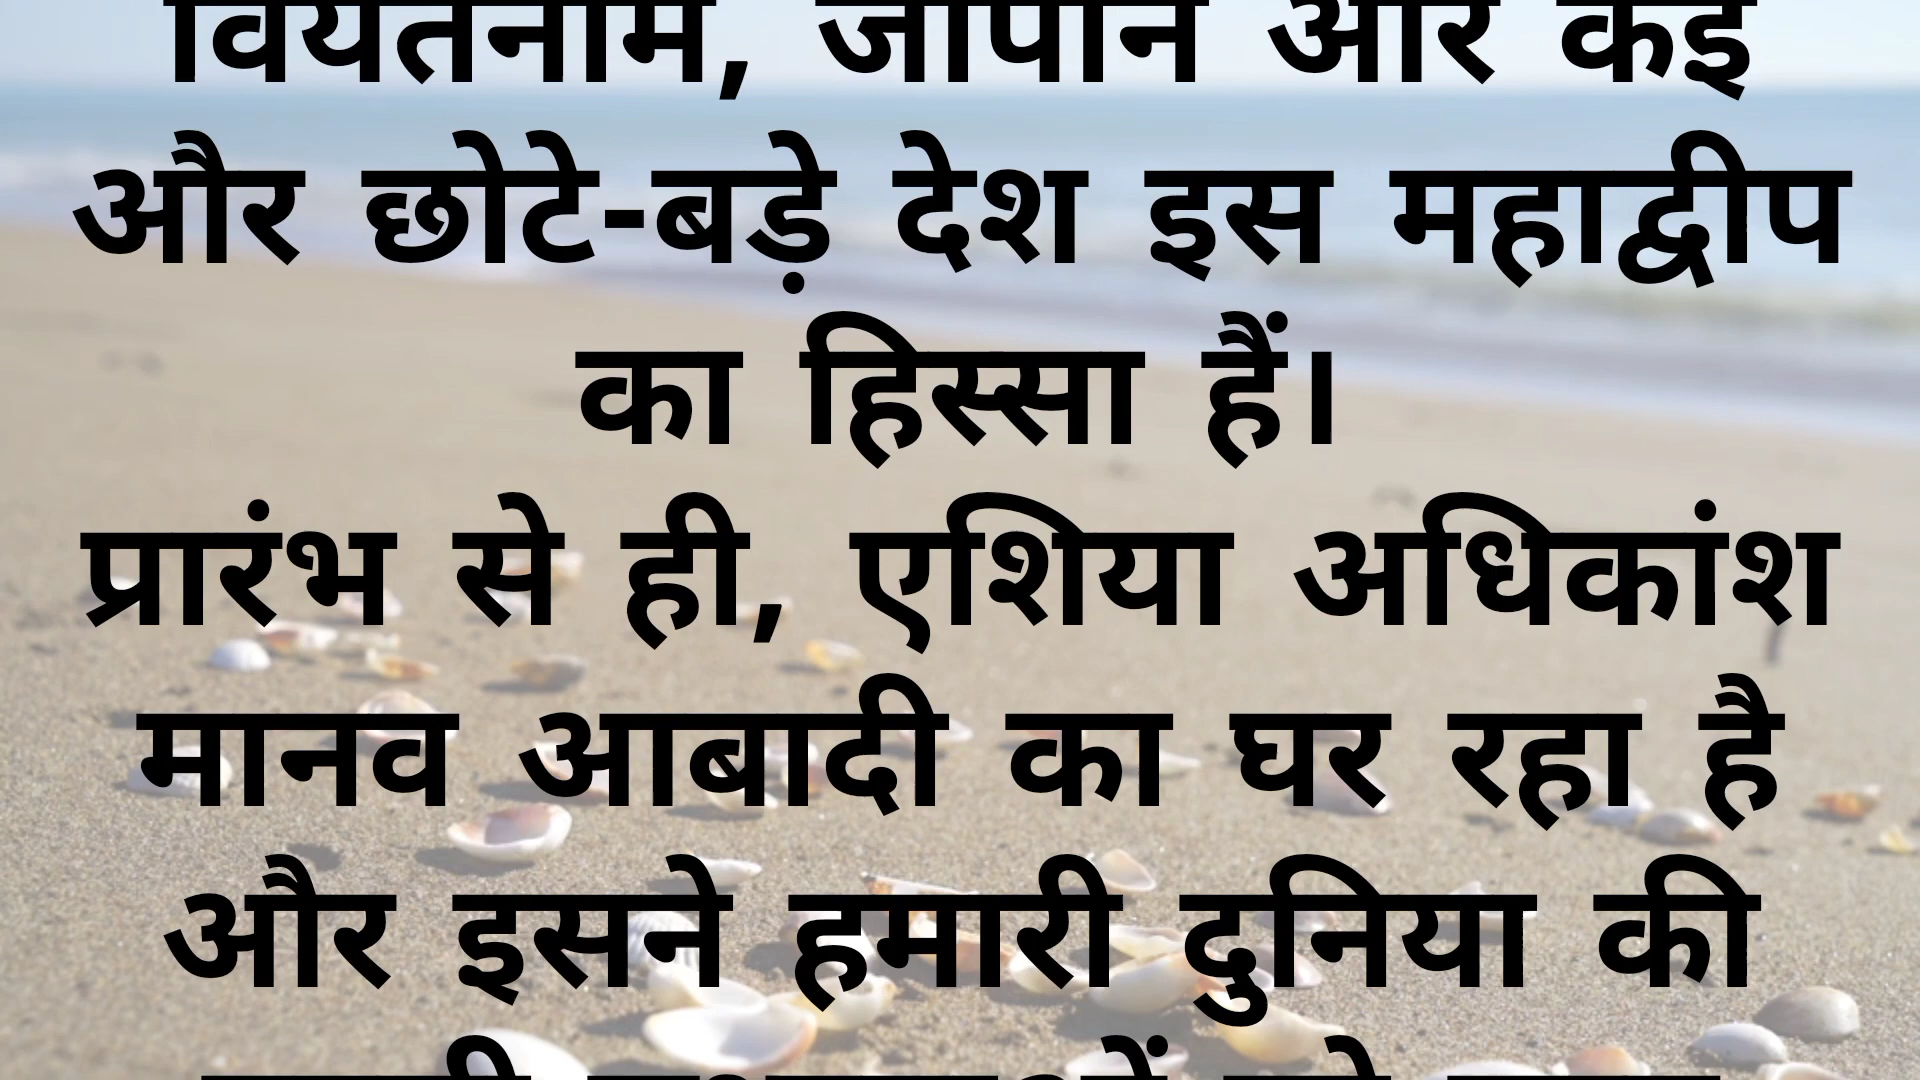 वियतनाम, जापान और कई
और छोटे-बड़े देश इस महाद्वीप
का हिस्सा हैं।
प्रारंभ से ही, एशिया अधिकांश
मानव आबादी का घर रहा है
और इसने हमारी दुनिया की